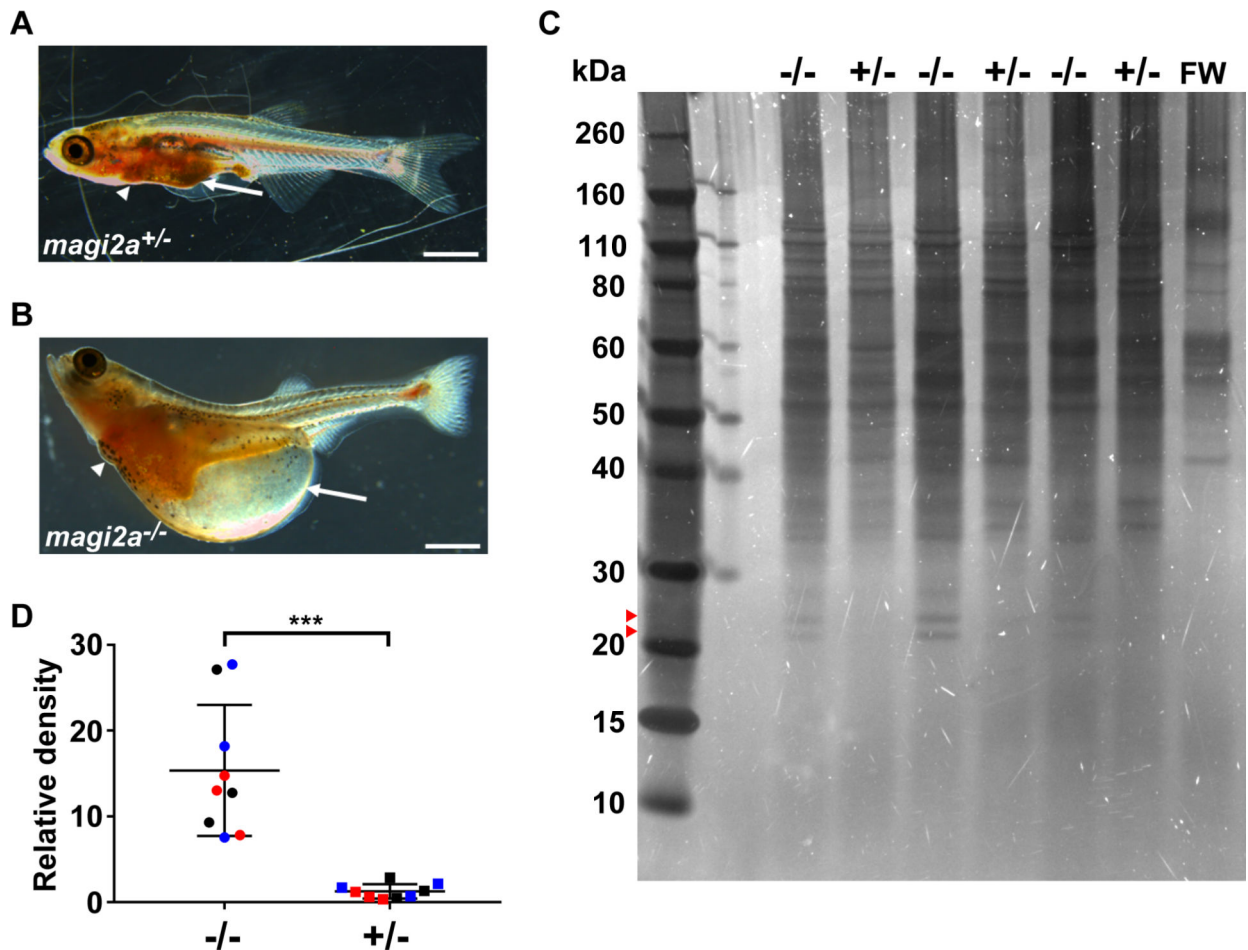 A
magi2a+/-
B
magi2a-/-
C
kDa
-/- +/- -/- +/- -/- +/- FW
260
160
110
80
60
50
40
30
20
15
10
D
***
Relative density
30
20
10
0
-/- +/-